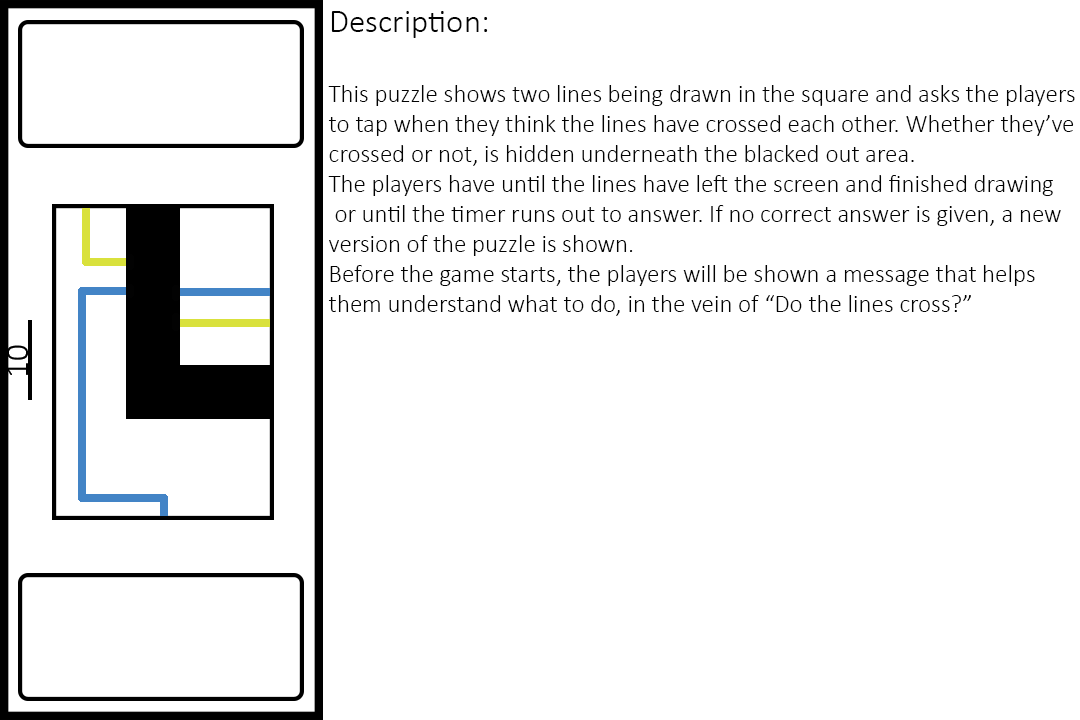 Description:
This puzzle shows two lines being drawn in the square and asks the players
to tap when they think the lines have crossed each other. Whether they’ve
crossed or not, is hidden underneath the blacked out area.
The players have until the lines have left the screen and finished drawing
or until the timer runs out to answer. If no correct answer is given, a new
version of the puzzle is shown.
Before the game starts, the players will be shown a message that helps
them understand what to do, in the vein of “Do the lines cross?”
10